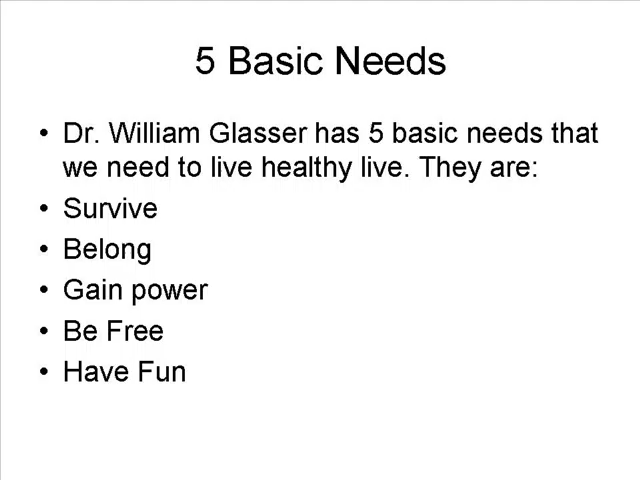 5 Basic Needs
• Dr. William Glasser has 5 basic needs that
we need to live healthy live. They are:
• Survive
• Belong
• Gain power
• Be Free
• Have Fun